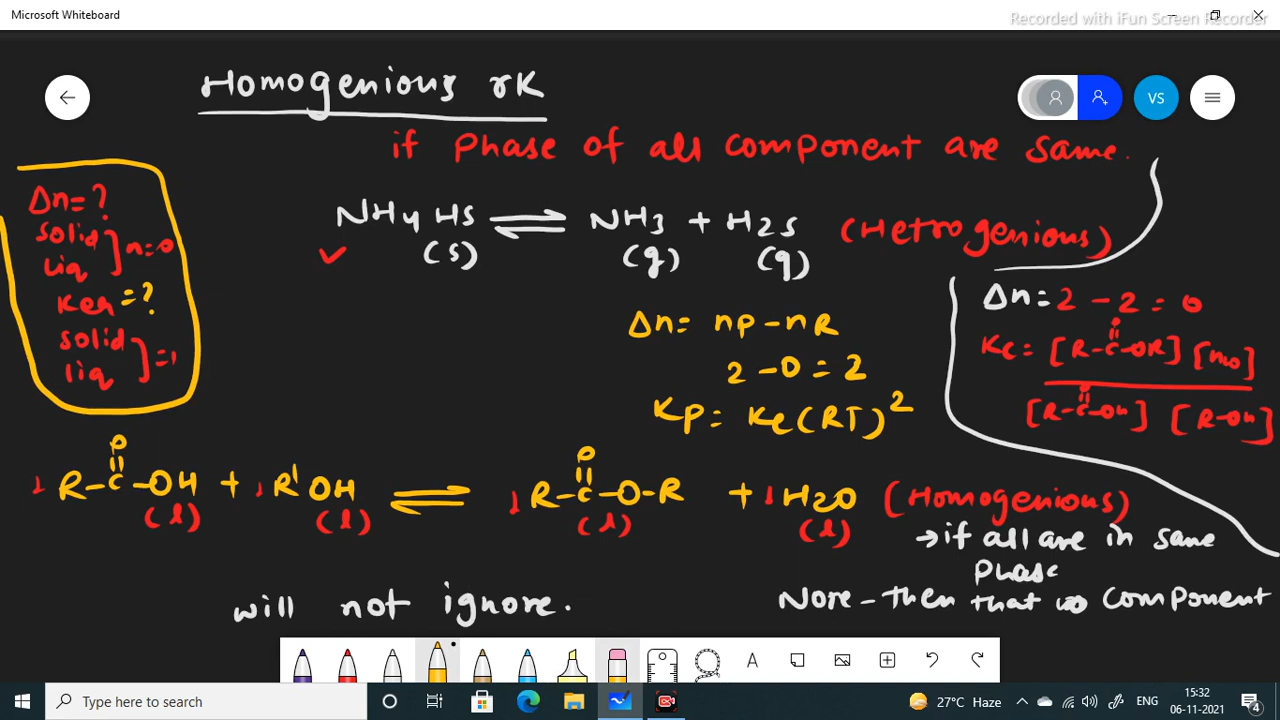 Microsoft Whiteboard
Recorded with iFun Screen Recorder
Homogenious rK
VS
if Phase of all component are same.
Δn=?
solid
liq
n=0
Keq=?
solid
liq
=1
NH4HS ⇌ NH3 + H2S (Hetrogenious)
(s) (g) (g)
Δn= np-nR
2 -0 = 2
Kp= Kc(RT)2
Δn= 2 -2 = 0
Kc= [R-C-OR] [H2O]
[R-C-OH] [R-OH]
1 R-C-OH + 1 R'OH ⇌ 1 R-C-O-R + 1 H2O (Homogenious)
(l) (l) (l) (l)
→if all are in same
Phase
Note-then that component
will not ignore.
A
Type here to search
27°C Haze
ENG
15:32
06-11-2021
4